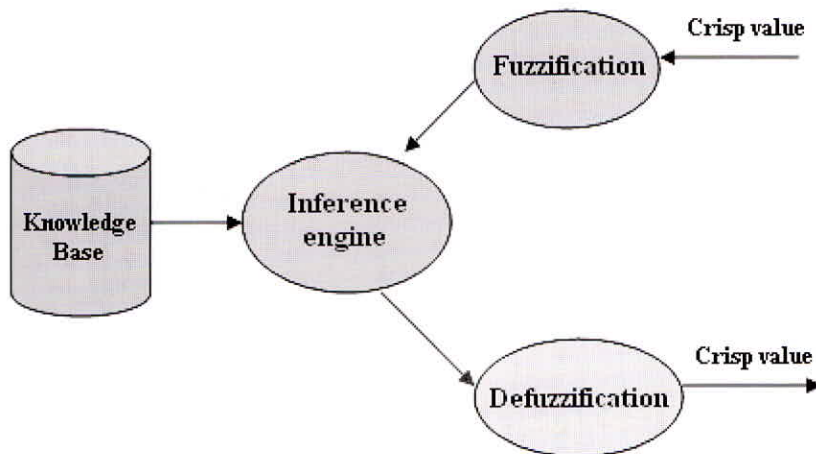 Crisp value
Fuzzification
Knowledge
Base
Inference
engine
Crisp value
Defuzzification